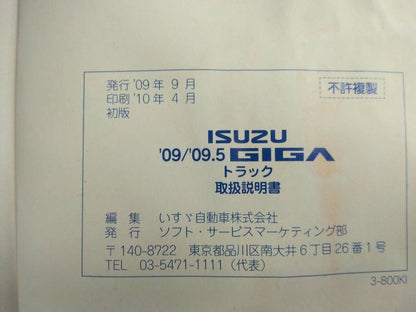 発行 '09年 9月
印刷 '10年 4月
初版
不許複製
ISUZU
'09/'09.5 GIGA
トラック
取扱説明書
編 集 いすゞ自動車株式会社
発 行 ソフト・サービスマーケティング部
〒140-8722 東京都品川区南大井6丁目26番1号
TEL 03-5471-1111(代表)
3-800KI